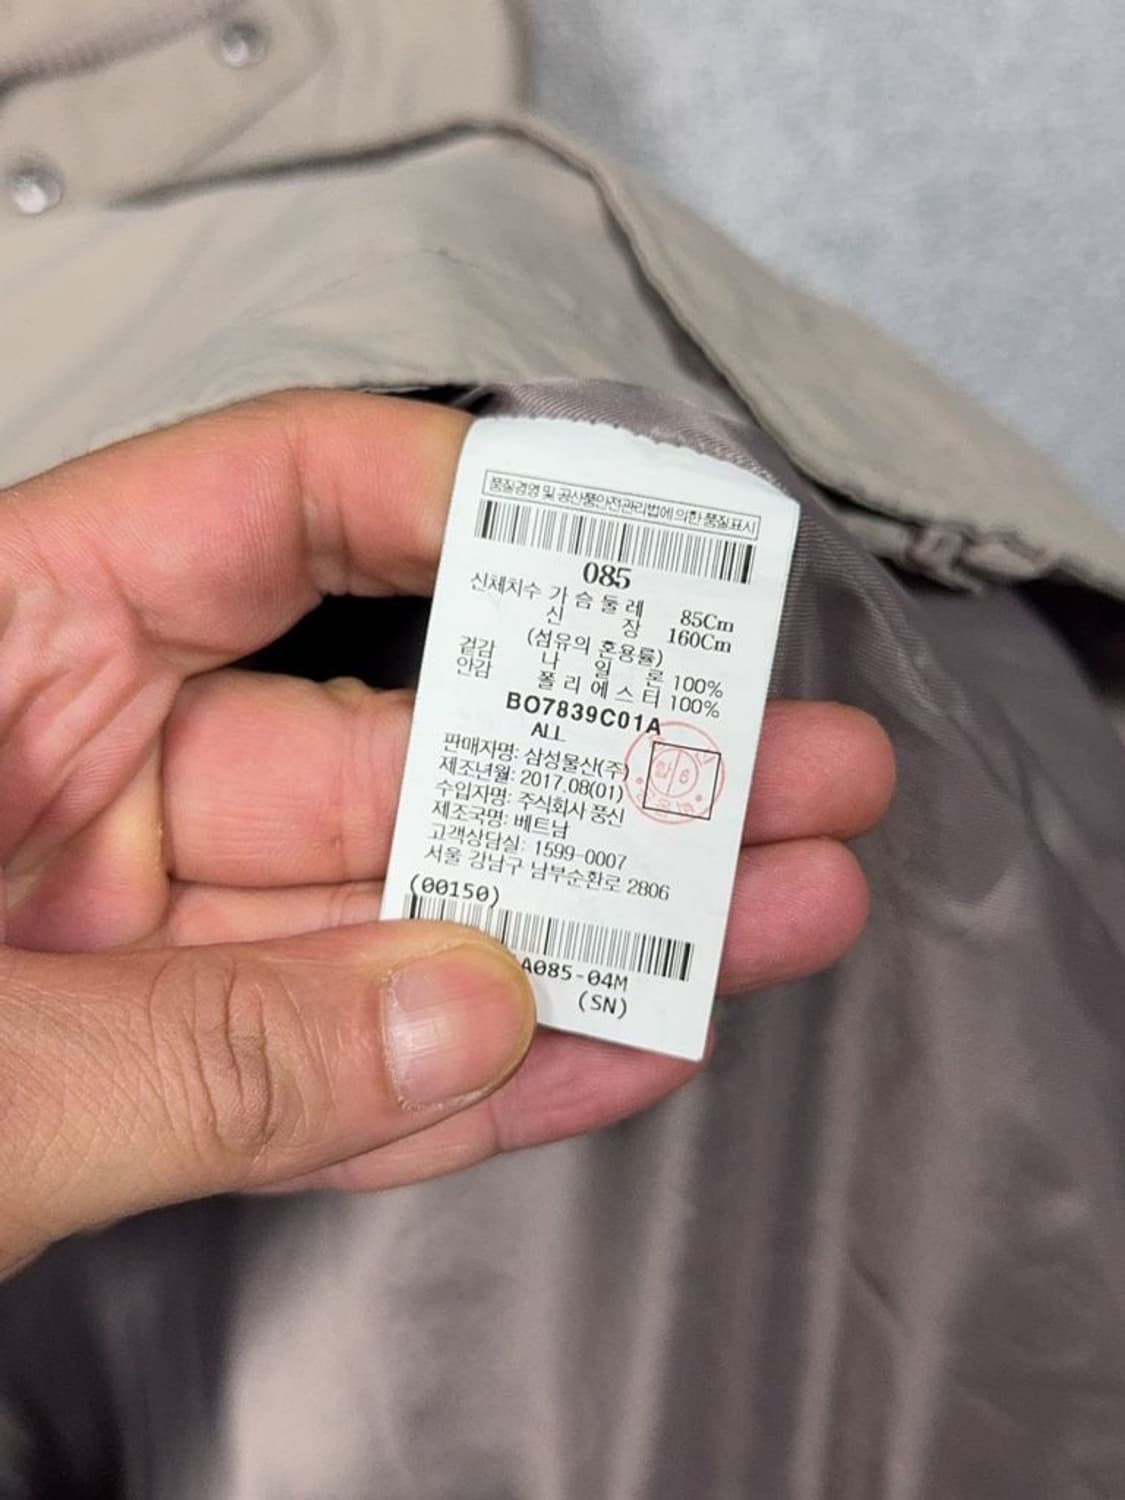 품질경영 및 공산품안전관리법에 의한 품질표시
085
신체치수 가 슴 둘 레 85Cm
신 장 160Cm
(섬유의 혼용률)
겉감 나 일 론 100%
안감 폴 리 에 스 터 100%
BO7839C01A
ALL
판매자명: 삼성물산(주)
제조년월: 2017.08(01)
수입자명: 주식회사 풍신
제조국명: 베트남
고객상담실: 1599-0007
서울 강남구 남부순환로 2806
(00150)
A085-04M
(SN)